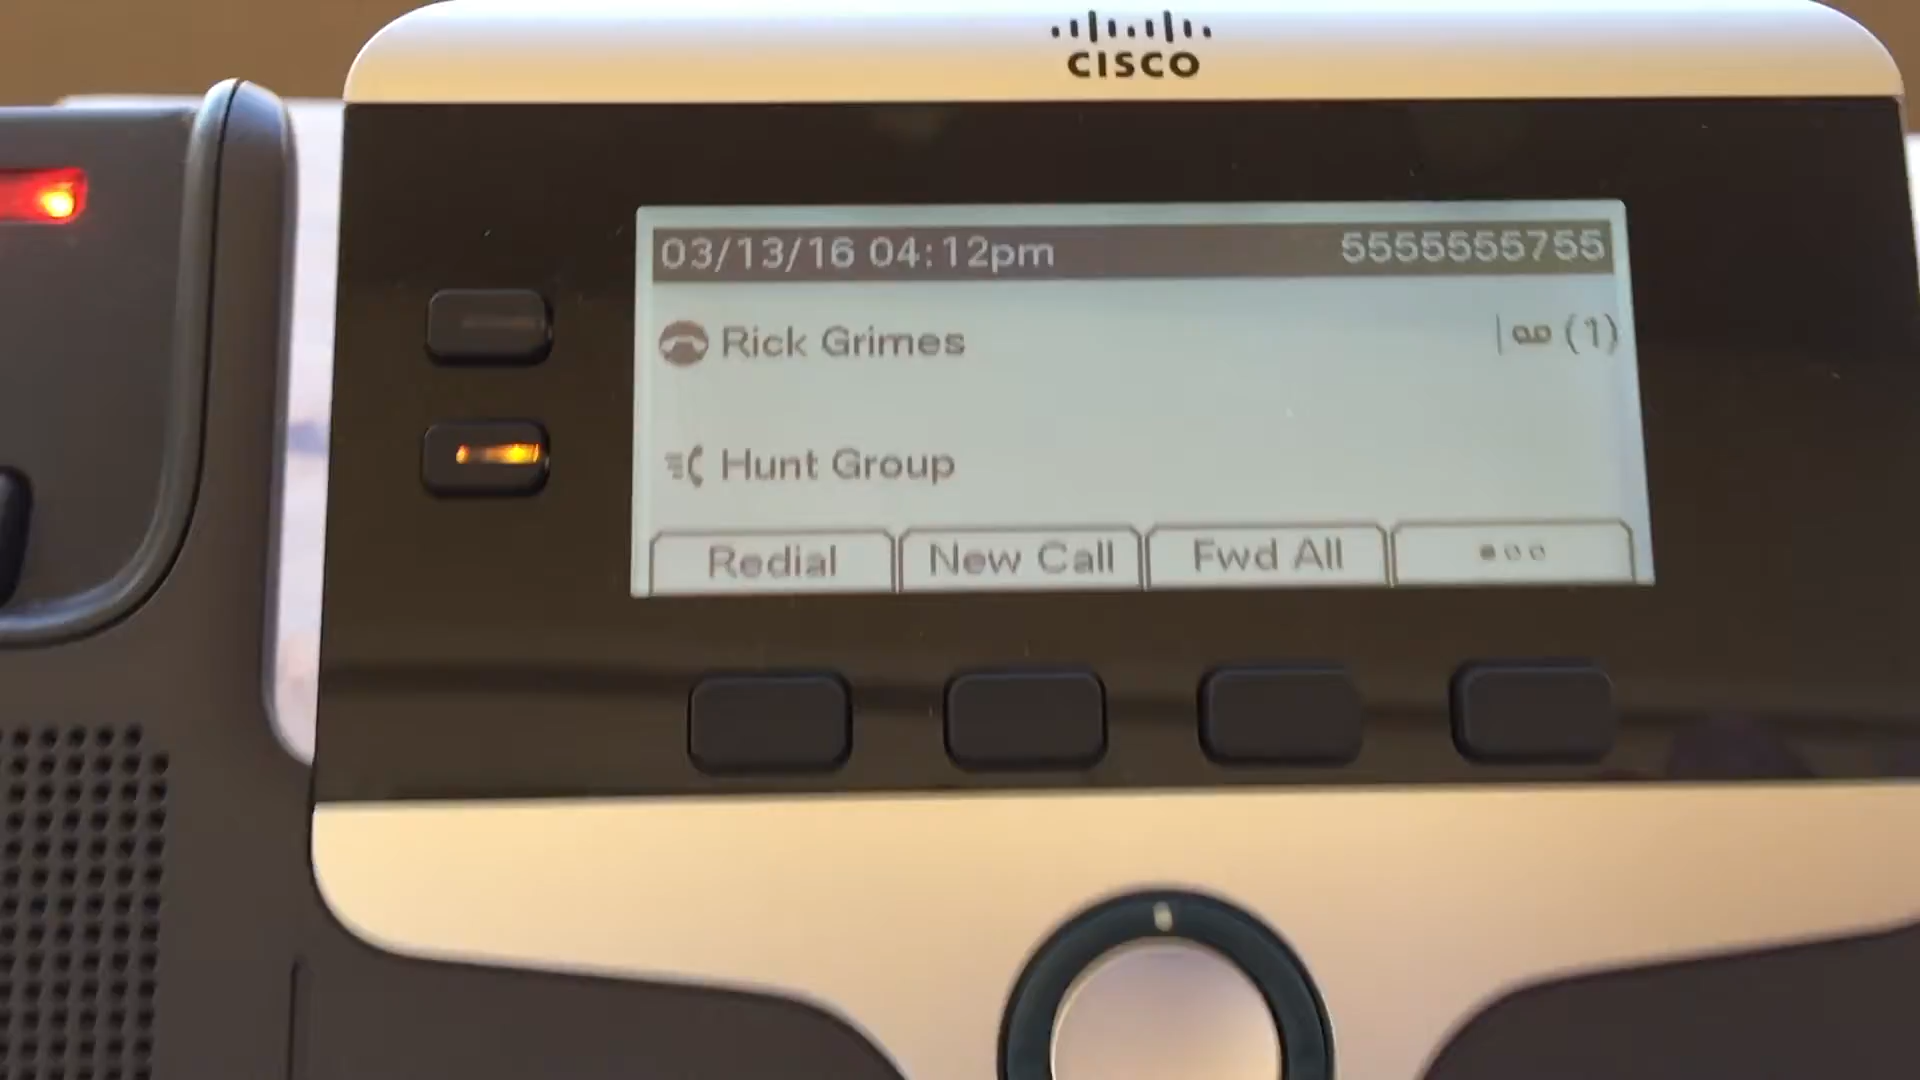 CISCO
03/13/16 04:12pm 5555555755
Rick Grimes (1)
Hunt Group
Redial New Call Fwd All